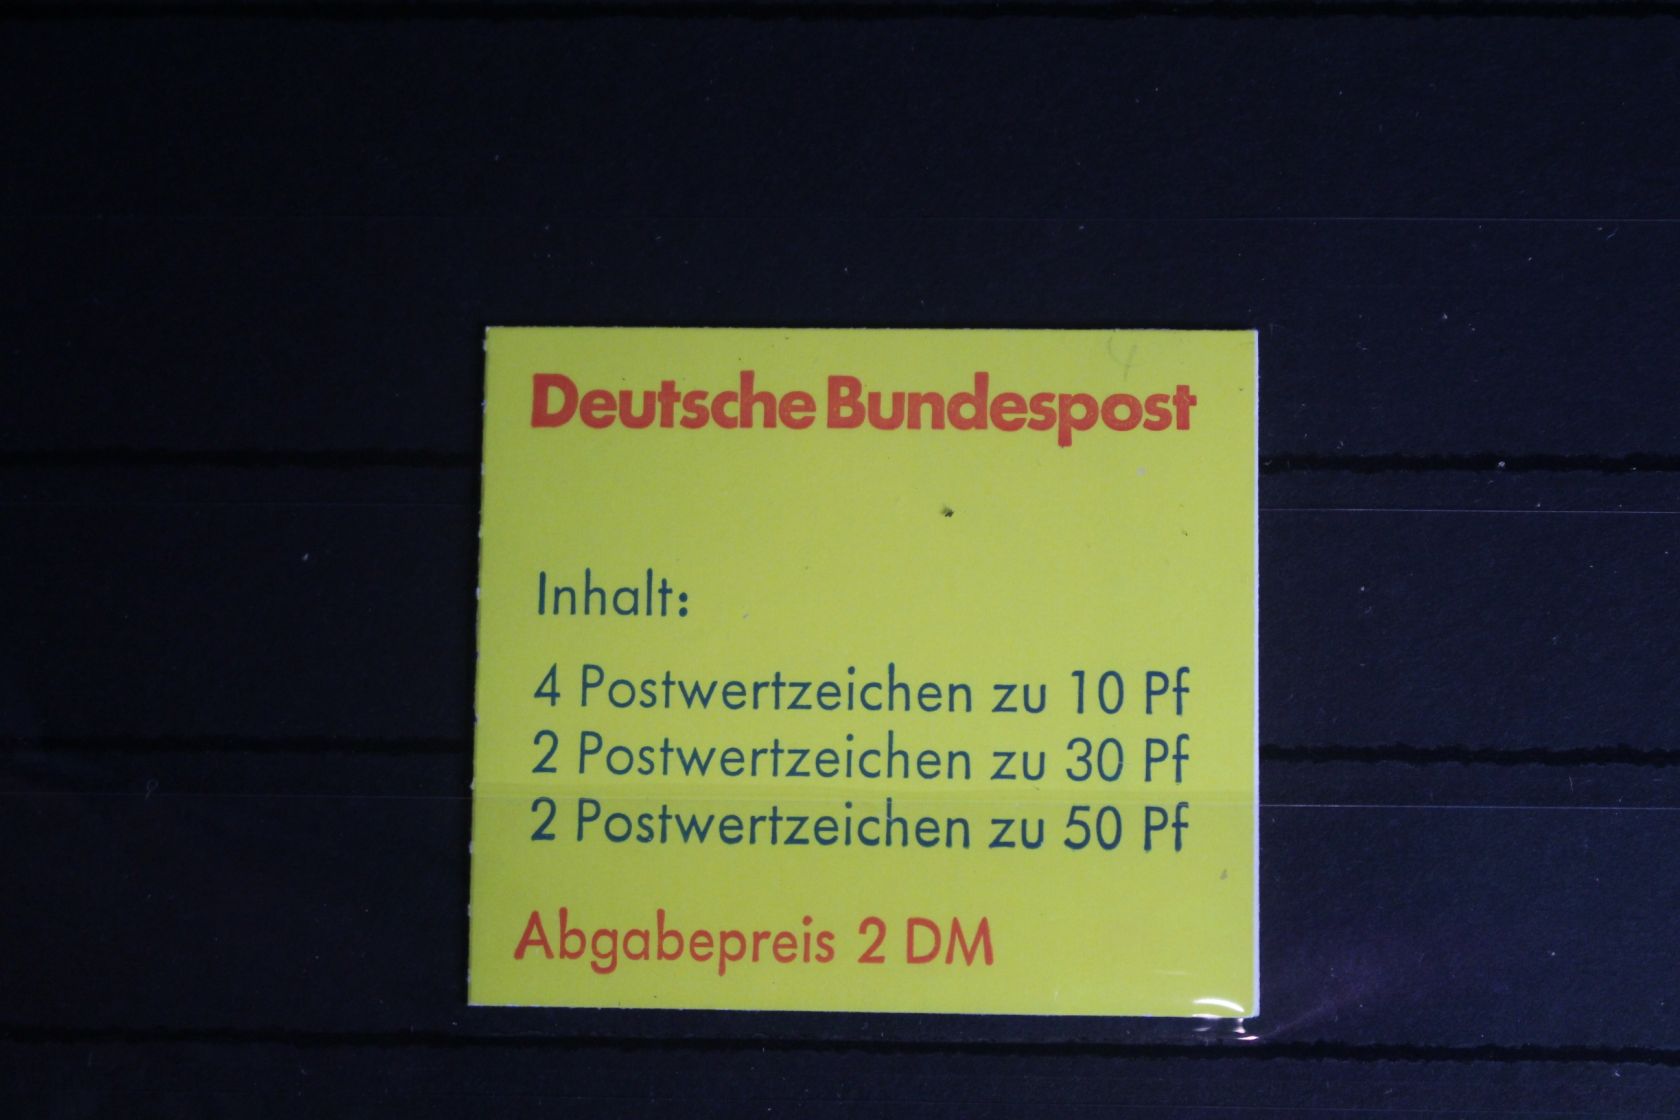 4
Deutsche Bundespost
Inhalt:
4 Postwertzeichen zu 10 Pf
2 Postwertzeichen zu 30 Pf
2 Postwertzeichen zu 50 Pf
Abgabepreis 2 DM